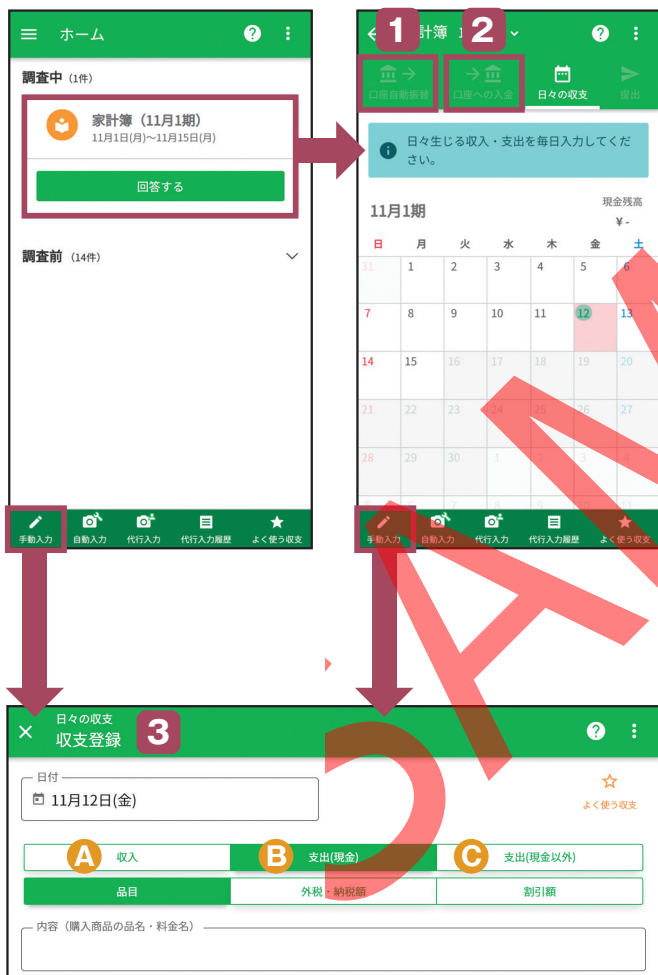 ホーム
調査中（1件）
家計簿（11月1期）
11月1日(月)～11月15日(月)
回答する
調査前（14件）
手動入力 自動入力 代行入力 代行入力履歴 よく使う収支
1 計簿 2
口座自動振替 口座への入金 日々の収支 提出
日々生じる収入・支出を毎日入力してください。
11月1期
現金残高
¥ -
日 月 火 水 木 金 土
31 1 2 3 4 5 6
7 8 9 10 11 12 13
14 15 16 17 18 19 20
21 22 23 24 25 26 27
28 29 30 1 2 3 4
7 8 9 10 11
手動入力 自動入力 代行入力 代行入力履歴 よく使う収支
日々の収支
収支登録 3
日付
11月12日(金)
よく使う収支
A 収入 B 支出(現金) C 支出(現金以外)
品目 外税・納税額 割引額
内容（購入商品の品名・料金名）